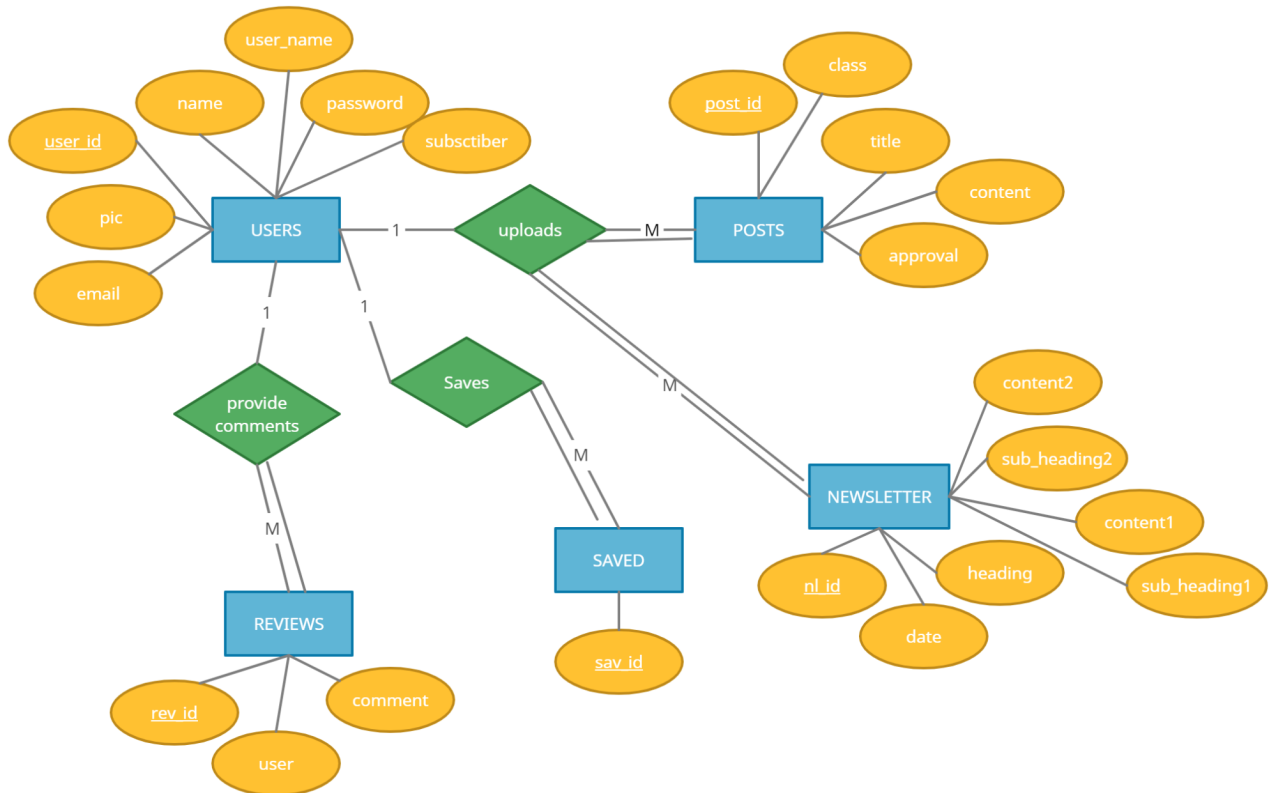 user_name
class
name
password
post_id
user_id
subsctiber
title
pic
content
USERS
1
uploads
M
POSTS
approval
email
1
1
Saves
M
content2
provide
comments
M
sub_heading2
NEWSLETTER
content1
M
SAVED
nl_id
heading
sub_heading1
REVIEWS
date
sav_id
rev_id
comment
user